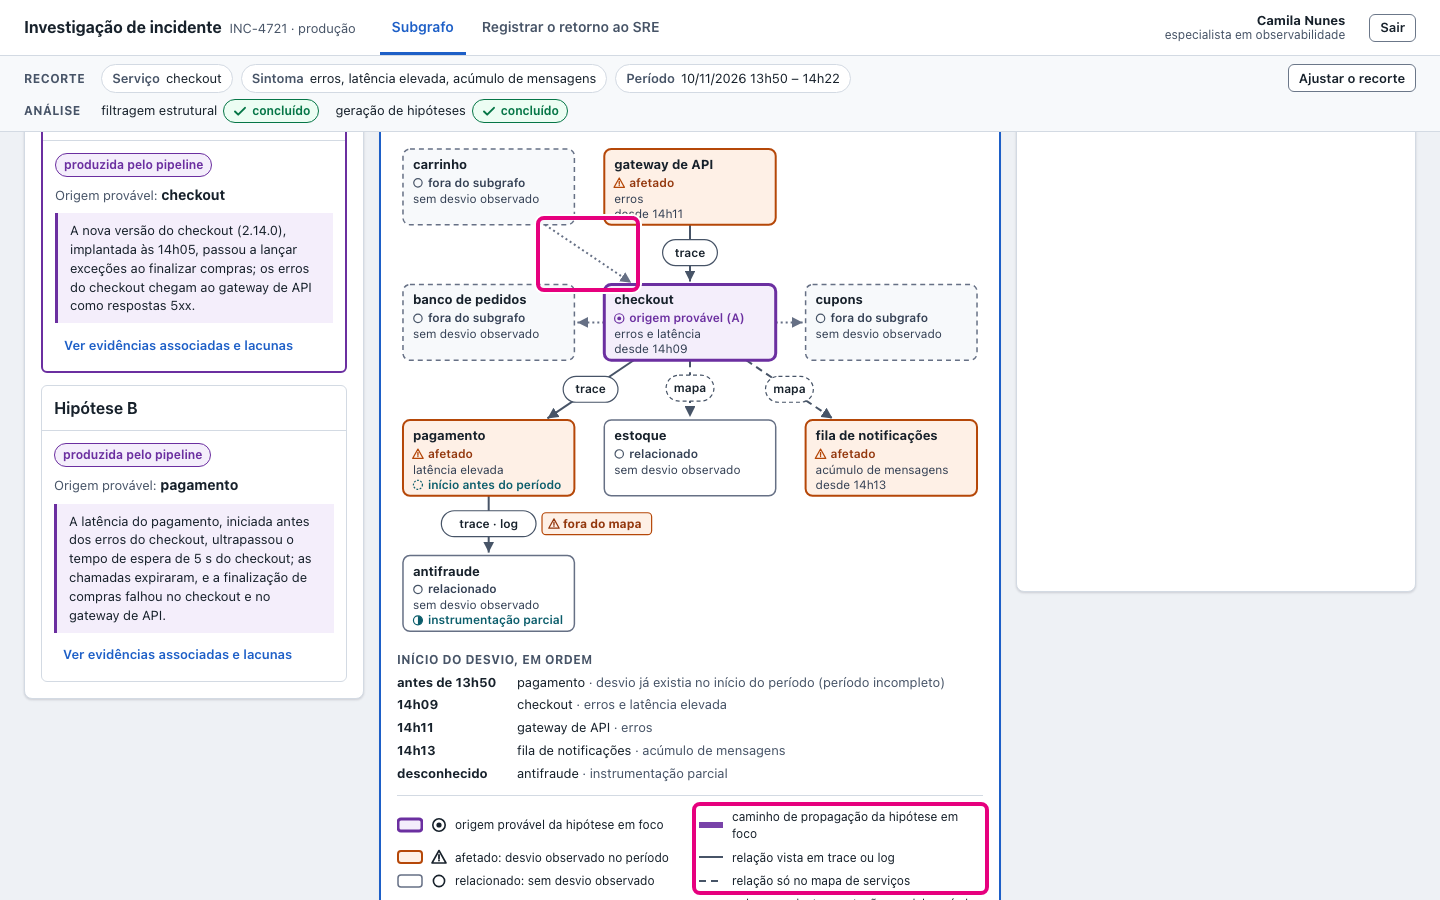 Investigação de incidente INC-4721 · produção
Subgrafo
Registrar o retorno ao SRE
Camila Nunes
especialista em observabilidade
Sair
RECORTE
Serviço checkout
Sintoma erros, latência elevada, acúmulo de mensagens
Período 10/11/2026 13h50 – 14h22
Ajustar o recorte
ANÁLISE
filtragem estrutural concluído
geração de hipóteses concluído
produzida pelo pipeline
Origem provável: checkout
A nova versão do checkout (2.14.0),
implantada às 14h05, passou a lançar
exceções ao finalizar compras; os erros
do checkout chegam ao gateway de API
como respostas 5xx.
Ver evidências associadas e lacunas
Hipótese B
produzida pelo pipeline
Origem provável: pagamento
A latência do pagamento, iniciada antes
dos erros do checkout, ultrapassou o
tempo de espera de 5 s do checkout; as
chamadas expiraram, e a finalização de
compras falhou no checkout e no
gateway de API.
Ver evidências associadas e lacunas
carrinho
fora do subgrafo
sem desvio observado
gateway de API
afetado
erros
desde 14h11
trace
banco de pedidos
fora do subgrafo
sem desvio observado
checkout
origem provável (A)
erros e latência
desde 14h09
cupons
fora do subgrafo
sem desvio observado
trace
mapa
mapa
pagamento
afetado
latência elevada
início antes do período
estoque
relacionado
sem desvio observado
fila de notificações
afetado
acúmulo de mensagens
desde 14h13
trace · log
fora do mapa
antifraude
relacionado
sem desvio observado
instrumentação parcial
INÍCIO DO DESVIO, EM ORDEM
antes de 13h50 pagamento · desvio já existia no início do período (período incompleto)
14h09 checkout · erros e latência elevada
14h11 gateway de API · erros
14h13 fila de notificações · acúmulo de mensagens
desconhecido antifraude · instrumentação parcial
origem provável da hipótese em foco
afetado: desvio observado no período
relacionado: sem desvio observado
caminho de propagação da hipótese em
foco
relação vista em trace ou log
relação só no mapa de serviços